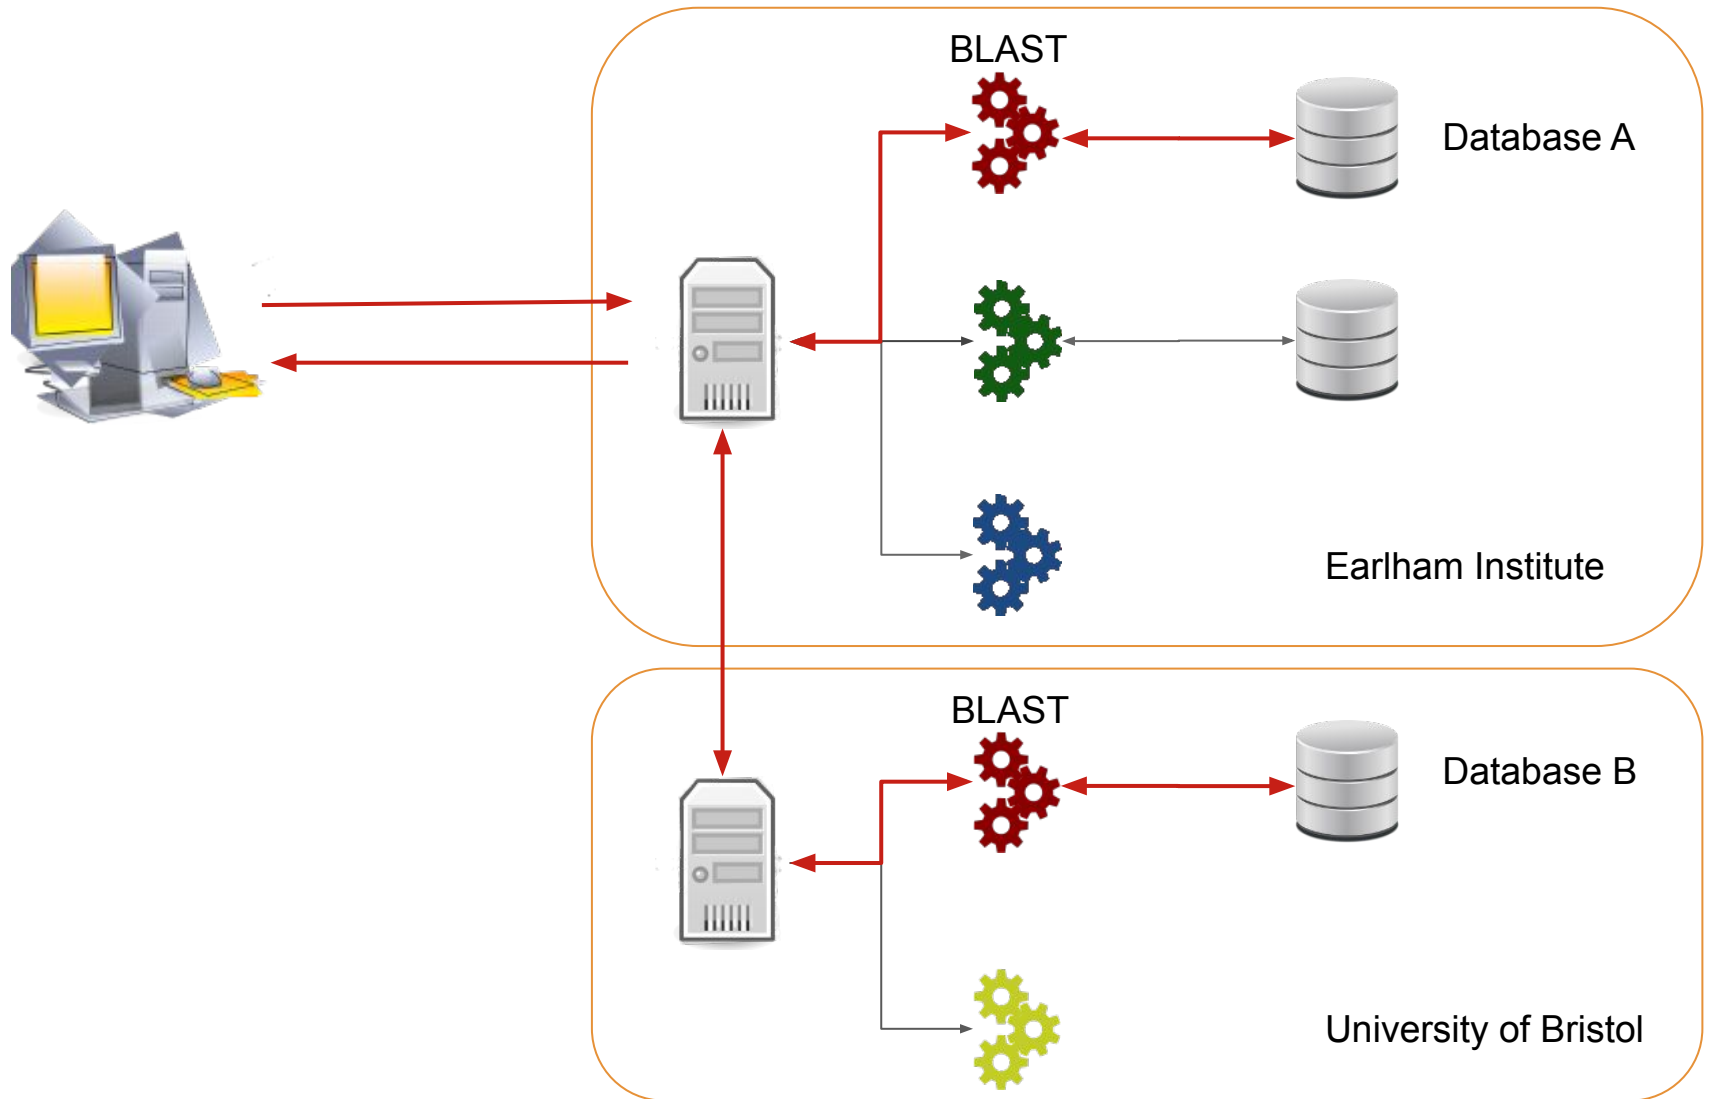 BLAST
Database A
Earlham Institute
BLAST
Database B
University of Bristol